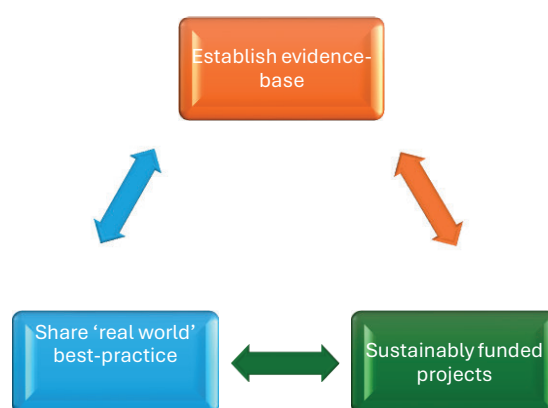 Establish evidence-
base
Share ‘real world’
best-practice
Sustainably funded
projects